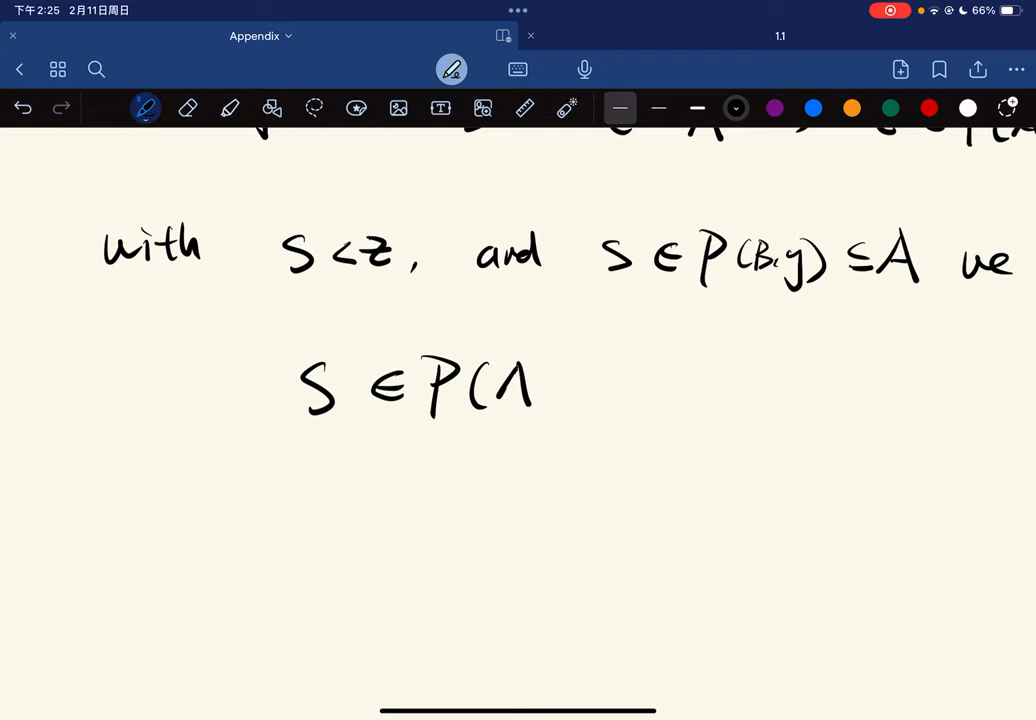 下午2:25 2月11日周日
66%
Appendix
1.1
with S < z, and S ∈ P(B, y) ⊆ A we
S ∈ P(A